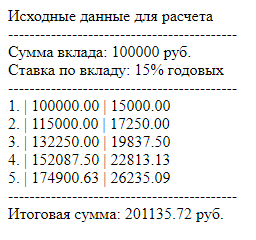 Исходные данные для расчета
---------------------------------------------
Сумма вклада: 100000 руб.
Ставка по вкладу: 15% годовых
---------------------------------------------
1. | 100000.00 | 15000.00
2. | 115000.00 | 17250.00
3. | 132250.00 | 19837.50
4. | 152087.50 | 22813.13
5. | 174900.63 | 26235.09
---------------------------------------------
Итоговая сумма: 201135.72 руб.